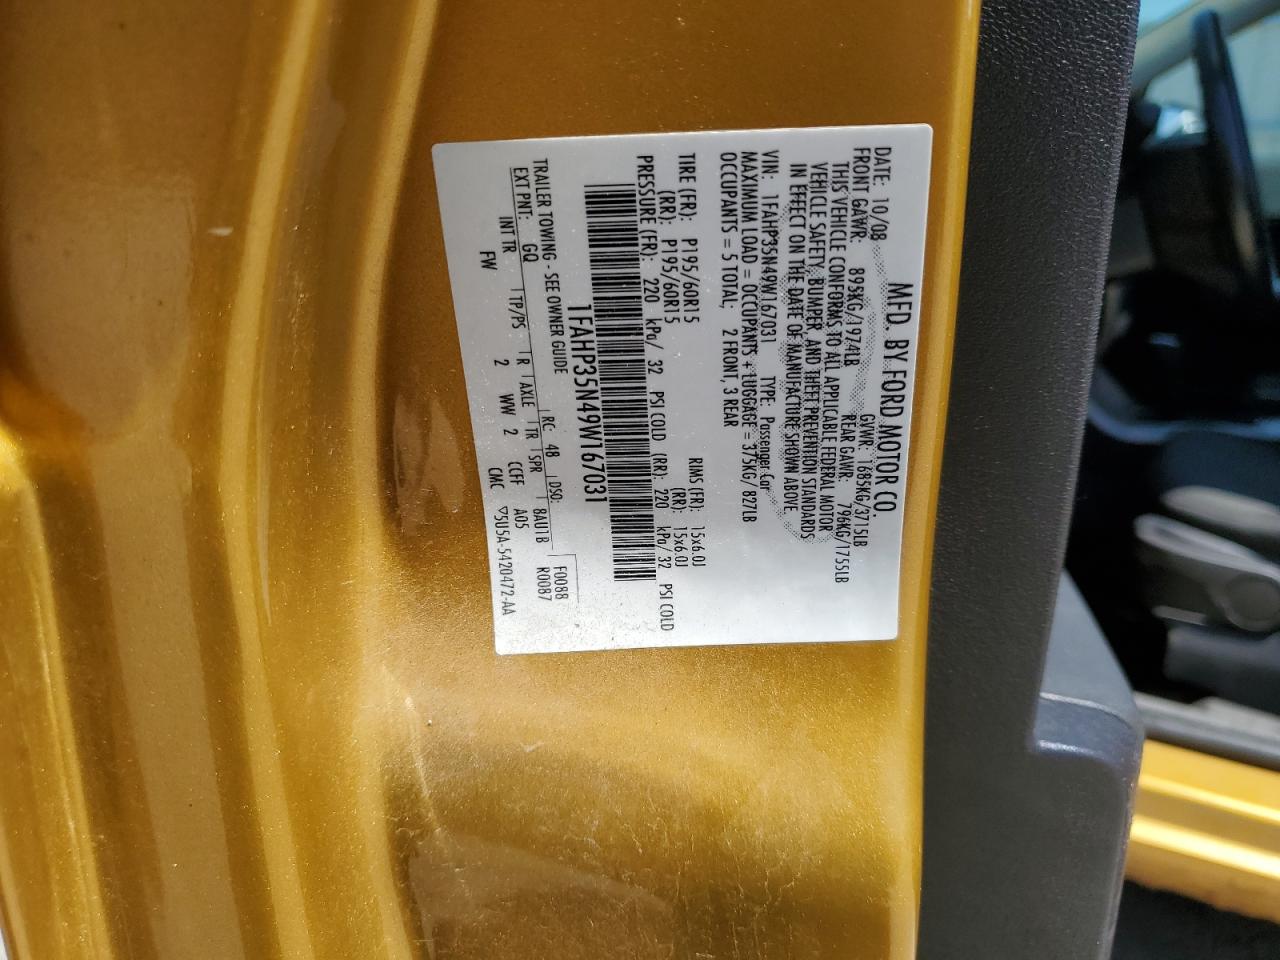 MFD. BY FORD MOTOR CO.
DATE: 10/08 GVWR: 1685KG/3715LB
FRONT GAWR: 895KG/1974LB REAR GAWR: 796KG/1755LB
THIS VEHICLE CONFORMS TO ALL APPLICABLE FEDERAL MOTOR
VEHICLE SAFETY, BUMPER, AND THEFT PREVENTION STANDARDS
IN EFFECT ON THE DATE OF MANUFACTURE SHOWN ABOVE.
VIN: 1FAHP35N49W167031 TYPE: Passenger Car
MAXIMUM LOAD = OCCUPANTS + LUGGAGE = 375KG/ 827LB
OCCUPANTS = 5 TOTAL; 2 FRONT, 3 REAR
TIRE (FR): P195/60R15 RIMS (FR): 15x6.0J
(RR): P195/60R15 (RR): 15x6.0J
PRESSURE (FR): 220 kPa/ 32 PSI COLD (RR): 220 kPa/ 32 PSI COLD
1FAHP35N49W167031
TRAILER TOWING - SEE OWNER GUIDE RC: 48 DSO: F0088
EXT PNT: GQ R0087
INT TR TP/PS R AXLE TR SPR 8AU1B
FW 2 WW 2 CCFF A05
CMC ▽5U5A-5420472-AA